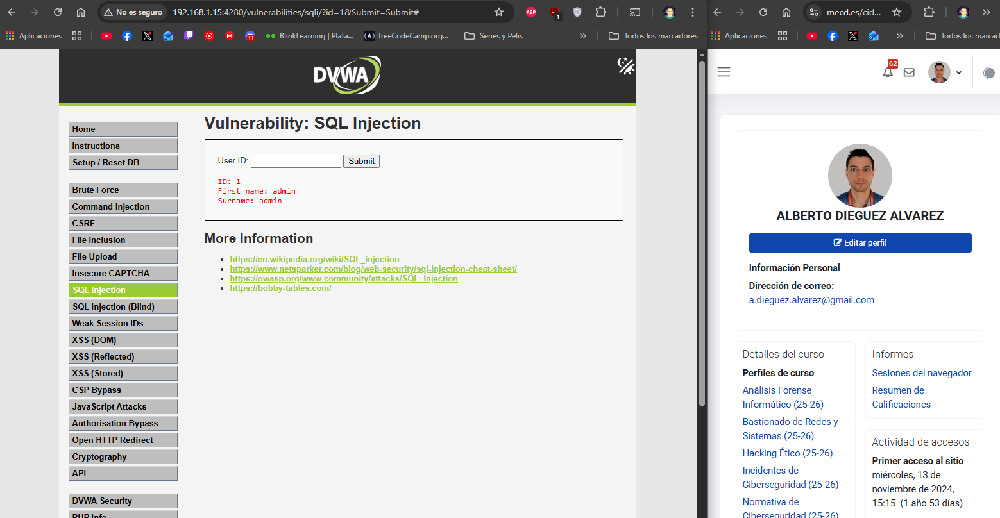 No es seguro
192.168.1.15:4280/vulnerabilities/sqli/?id=1&Submit=Submit#
ABP
1
Aplicaciones
11
BlinkLearning | Plata...
freeCodeCamp.org...
Series y Pelis
»
Todos los marcadores
DVWA
Home
Instructions
Setup / Reset DB
Brute Force
Command Injection
CSRF
File Inclusion
File Upload
Insecure CAPTCHA
SQL Injection
SQL Injection (Blind)
Weak Session IDs
XSS (DOM)
XSS (Reflected)
XSS (Stored)
CSP Bypass
JavaScript Attacks
Authorisation Bypass
Open HTTP Redirect
Cryptography
API
DVWA Security
PHP Info
Vulnerability: SQL Injection
User ID:
Submit
ID: 1
First name: admin
Surname: admin
More Information
https://en.wikipedia.org/wiki/SQL_injection
https://www.netsparker.com/blog/web-security/sql-injection-cheat-sheet/
https://owasp.org/www-community/attacks/SQL_Injection
https://bobby-tables.com/
mecd.es/cid...
»
Aplicaciones
»
Todos los marcad
62
ALBERTO DIEGUEZ ALVAREZ
Editar perfil
Información Personal
Dirección de correo:
a.dieguez.alvarez@gmail.com
Detalles del curso
Perfiles de curso
Análisis Forense
Informático (25-26)
Bastionado de Redes y
Sistemas (25-26)
Hacking Ético (25-26)
Incidentes de
Ciberseguridad (25-26)
Normativa de
Ciberseguridad (25-26)
Informes
Sesiones del navegador
Resumen de
Calificaciones
Actividad de accesos
Primer acceso al sitio
miércoles, 13 de
noviembre de 2024,
15:15 (1 año 53 días)